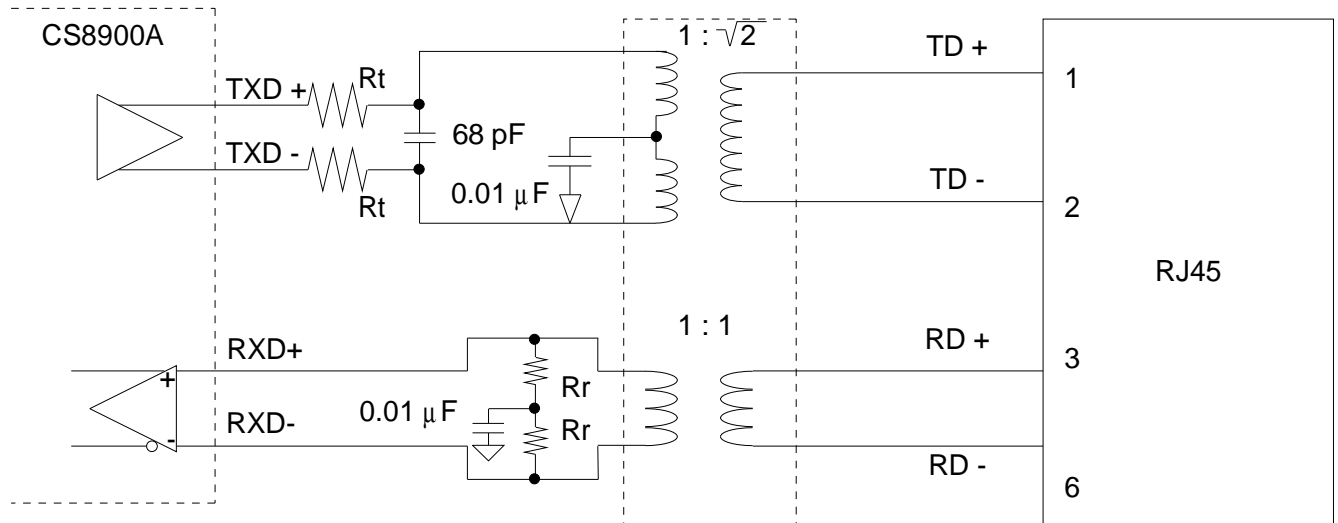 CS8900A
1 : √2
TD +
TXD +
Rt
1
68 pF
TXD -
0.01 μF
TD -
Rt
2
RJ45
1 : 1
RXD+
RD +
3
+
Rr
0.01 μF
RXD-
Rr
-
RD -
6